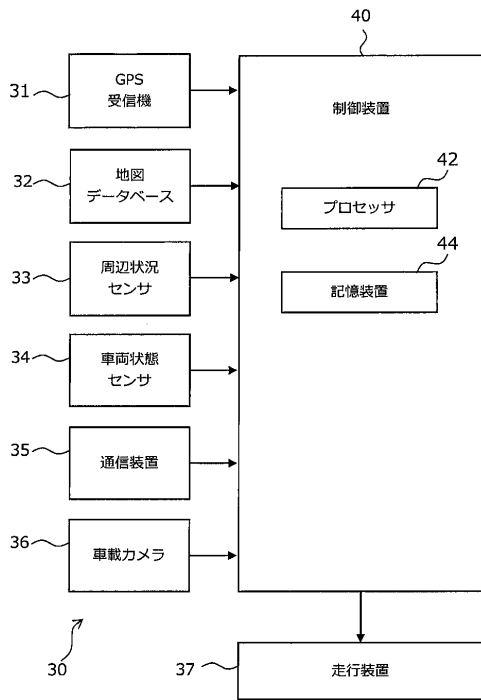 40
31
GPS
受信機
制御装置
32
地図
データベース
42
プロセッサ
33
周辺状況
センサ
44
記憶装置
34
車両状態
センサ
35
通信装置
36
車載カメラ
30
37
走行装置